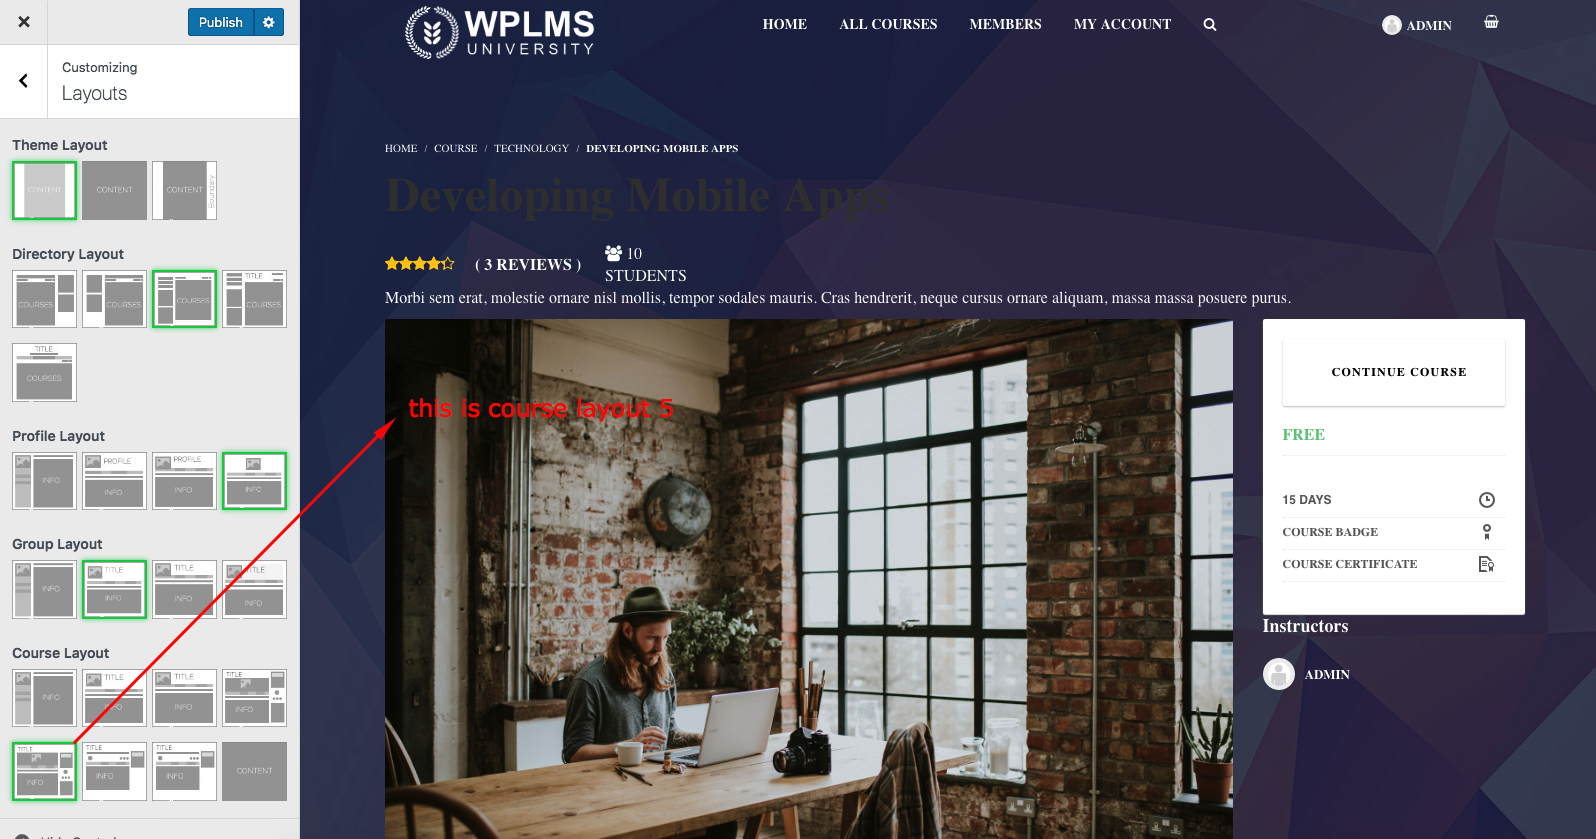 Publish
Customizing
Layouts
Theme Layout
CONTENT
CONTENT
CONTENT
Boundary
Directory Layout
COURSES
COURSES
COURSES
TITLE
COURSES
TITLE
COURSES
Profile Layout
INFO
PROFILE
INFO
PROFILE
INFO
INFO
Group Layout
INFO
TITLE
INFO
TITLE
INFO
TITLE
INFO
Course Layout
INFO
TITLE
INFO
TITLE
INFO
TITLE
INFO
TITLE
INFO
TITLE
INFO
TITLE
INFO
CONTENT
WPLMS
UNIVERSITY
HOME
ALL COURSES
MEMBERS
MY ACCOUNT
ADMIN
HOME / COURSE / TECHNOLOGY / DEVELOPING MOBILE APPS
Developing Mobile Apps
( 3 REVIEWS )
10
STUDENTS
Morbi sem erat, molestie ornare nisl mollis, tempor sodales mauris. Cras hendrerit, neque cursus ornare aliquam, massa massa posuere purus.
this is course layout 5
CONTINUE COURSE
FREE
15 DAYS
COURSE BADGE
COURSE CERTIFICATE
Instructors
ADMIN